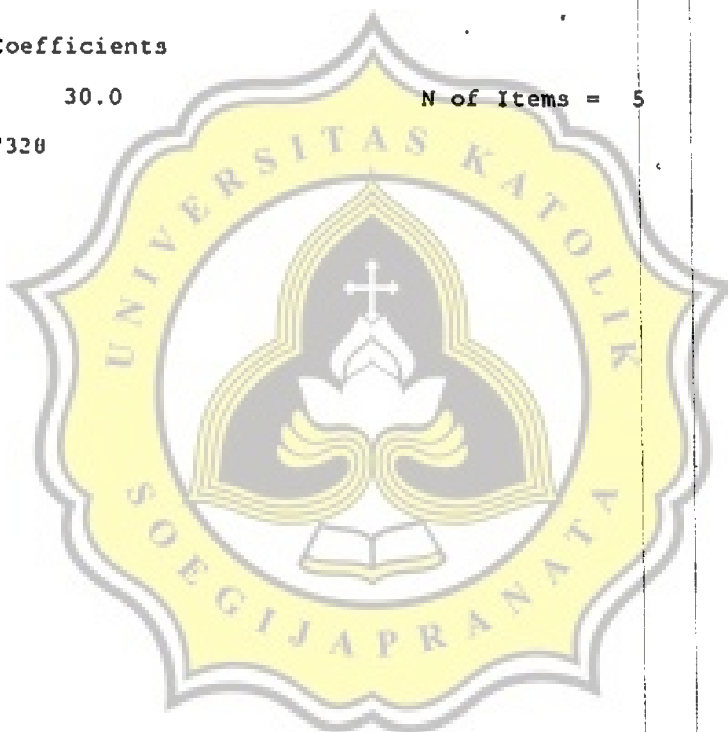 Coefficients
30.0 N of Items = 5
7328
UNIVERSITAS KATOLIK
SOEGIJAPRANATA